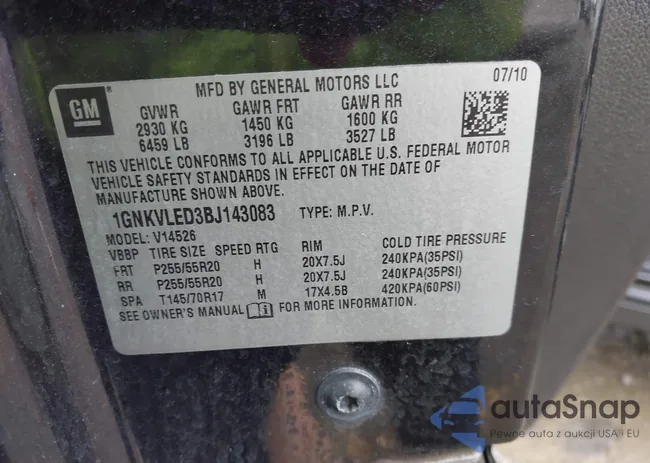 MFD BY GENERAL MOTORS LLC 07/10
GM
GVWR GAWR FRT GAWR RR
2930 KG 1450 KG 1600 KG
6459 LB 3196 LB 3527 LB
THIS VEHICLE CONFORMS TO ALL APPLICABLE U.S. FEDERAL MOTOR
VEHICLE SAFETY STANDARDS IN EFFECT ON THE DATE OF
MANUFACTURE SHOWN ABOVE.
1GNKVLED3BJ143083 TYPE: M.P.V.
MODEL: V14526
VBBP TIRE SIZE SPEED RTG RIM COLD TIRE PRESSURE
FRT P255/55R20 H 20X7.5J 240KPA(35PSI)
RR P255/55R20 H 20X7.5J 240KPA(35PSI)
SPA T145/70R17 M 17X4.5B 420KPA(60PSI)
SEE OWNER'S MANUAL i FOR MORE INFORMATION.
autaSnap
Pewne auta z aukcji USA i EU